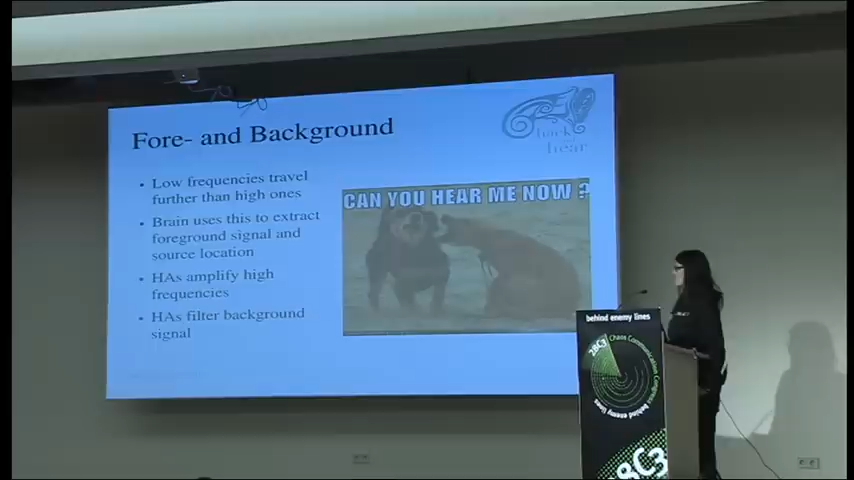 Fore- and Background
hack
hear
• Low frequencies travel
further than high ones
• Brain uses this to extract
foreground signal and
source location
• HAs amplify high
frequencies
• HAs filter background
signal
CAN YOU HEAR ME NOW ?
behind enemy lines
28C3
Chaos Communication Congress
behind enemy lines
28C3